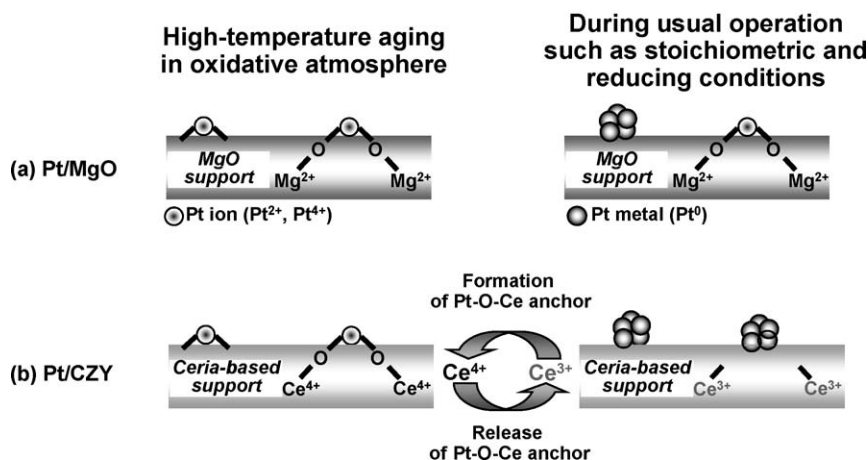 High-temperature aging
in oxidative atmosphere
During usual operation
such as stoichiometric and
reducing conditions
(a) Pt/MgO
MgO
support
O O
Mg²⁺ Mg²⁺
Pt ion (Pt²⁺, Pt⁴⁺)
MgO
support
O O
Mg²⁺ Mg²⁺
Pt metal (Pt⁰)
(b) Pt/CZY
Ceria-based
support
O O
Ce⁴⁺ Ce⁴⁺
Formation
of Pt-O-Ce anchor
Ce⁴⁺ Ce³⁺
Release
of Pt-O-Ce anchor
Ceria-based
support
Ce³⁺ Ce³⁺